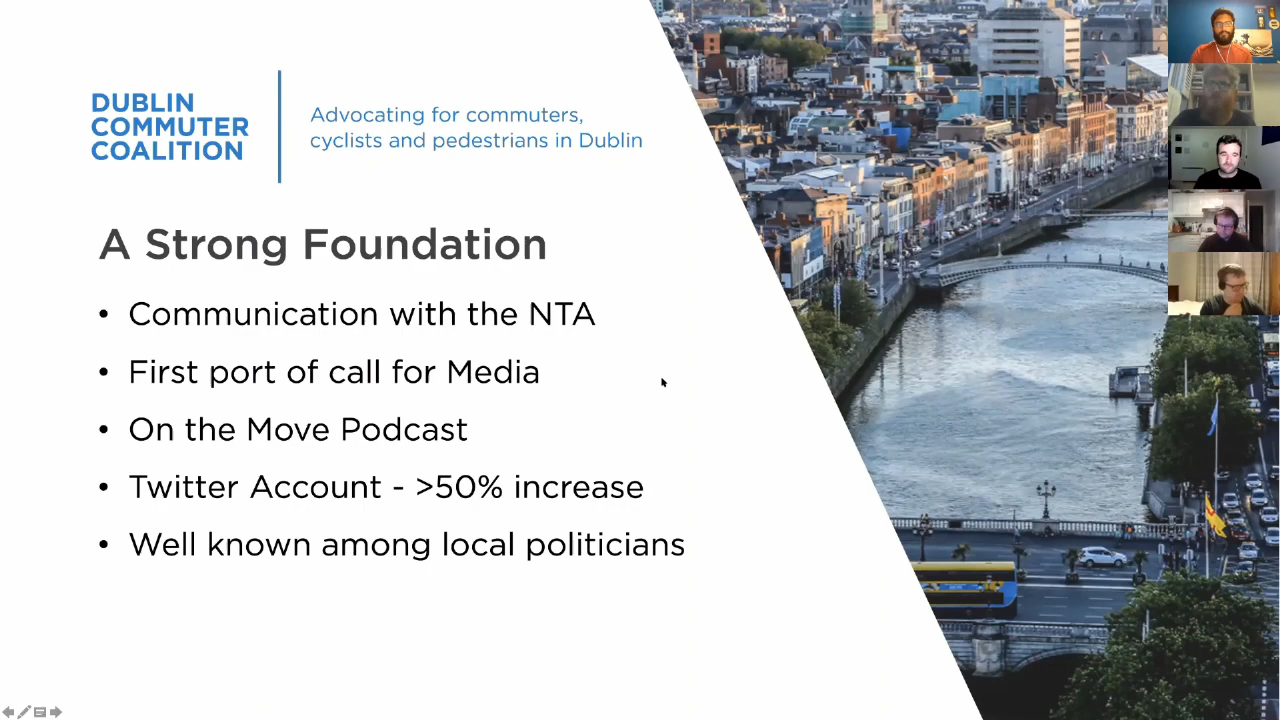 DUBLIN
COMMUTER
COALITION
Advocating for commuters,
cyclists and pedestrians in Dublin
A Strong Foundation
• Communication with the NTA
• First port of call for Media
• On the Move Podcast
• Twitter Account - >50% increase
• Well known among local politicians